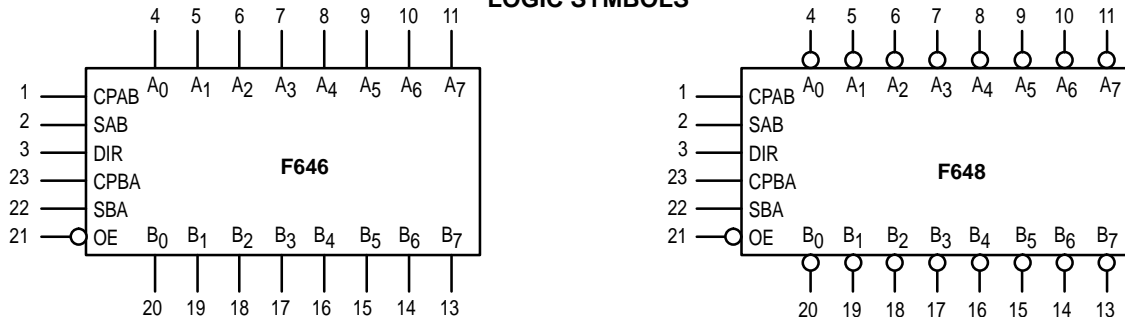 LOGIC SYMBOLS
4 5 6 7 8 9 10 11
A0 A1 A2 A3 A4 A5 A6 A7
1 CPAB
2 SAB
3 DIR
23 CPBA
22 SBA
21 OE
F646
B0 B1 B2 B3 B4 B5 B6 B7
20 19 18 17 16 15 14 13
4 5 6 7 8 9 10 11
A0 A1 A2 A3 A4 A5 A6 A7
1 CPAB
2 SAB
3 DIR
23 CPBA
22 SBA
21 OE
F648
B0 B1 B2 B3 B4 B5 B6 B7
20 19 18 17 16 15 14 13